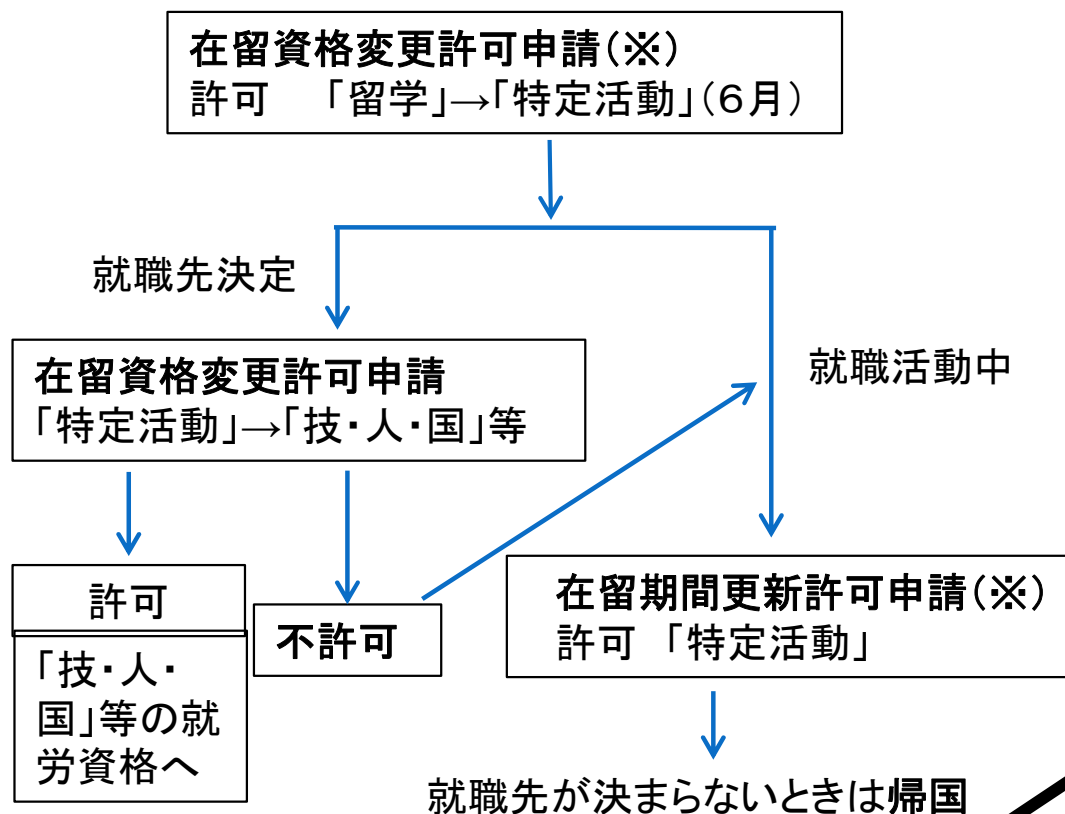 在留資格変更許可申請(※)
許可　「留学」→「特定活動」(6月)
就職先決定
在留資格変更許可申請
「特定活動」→「技・人・国」等
就職活動中
許可
「技・人・
国」等の就
労資格へ
不許可
在留期間更新許可申請(※)
許可 「特定活動」
就職先が決まらないときは帰国